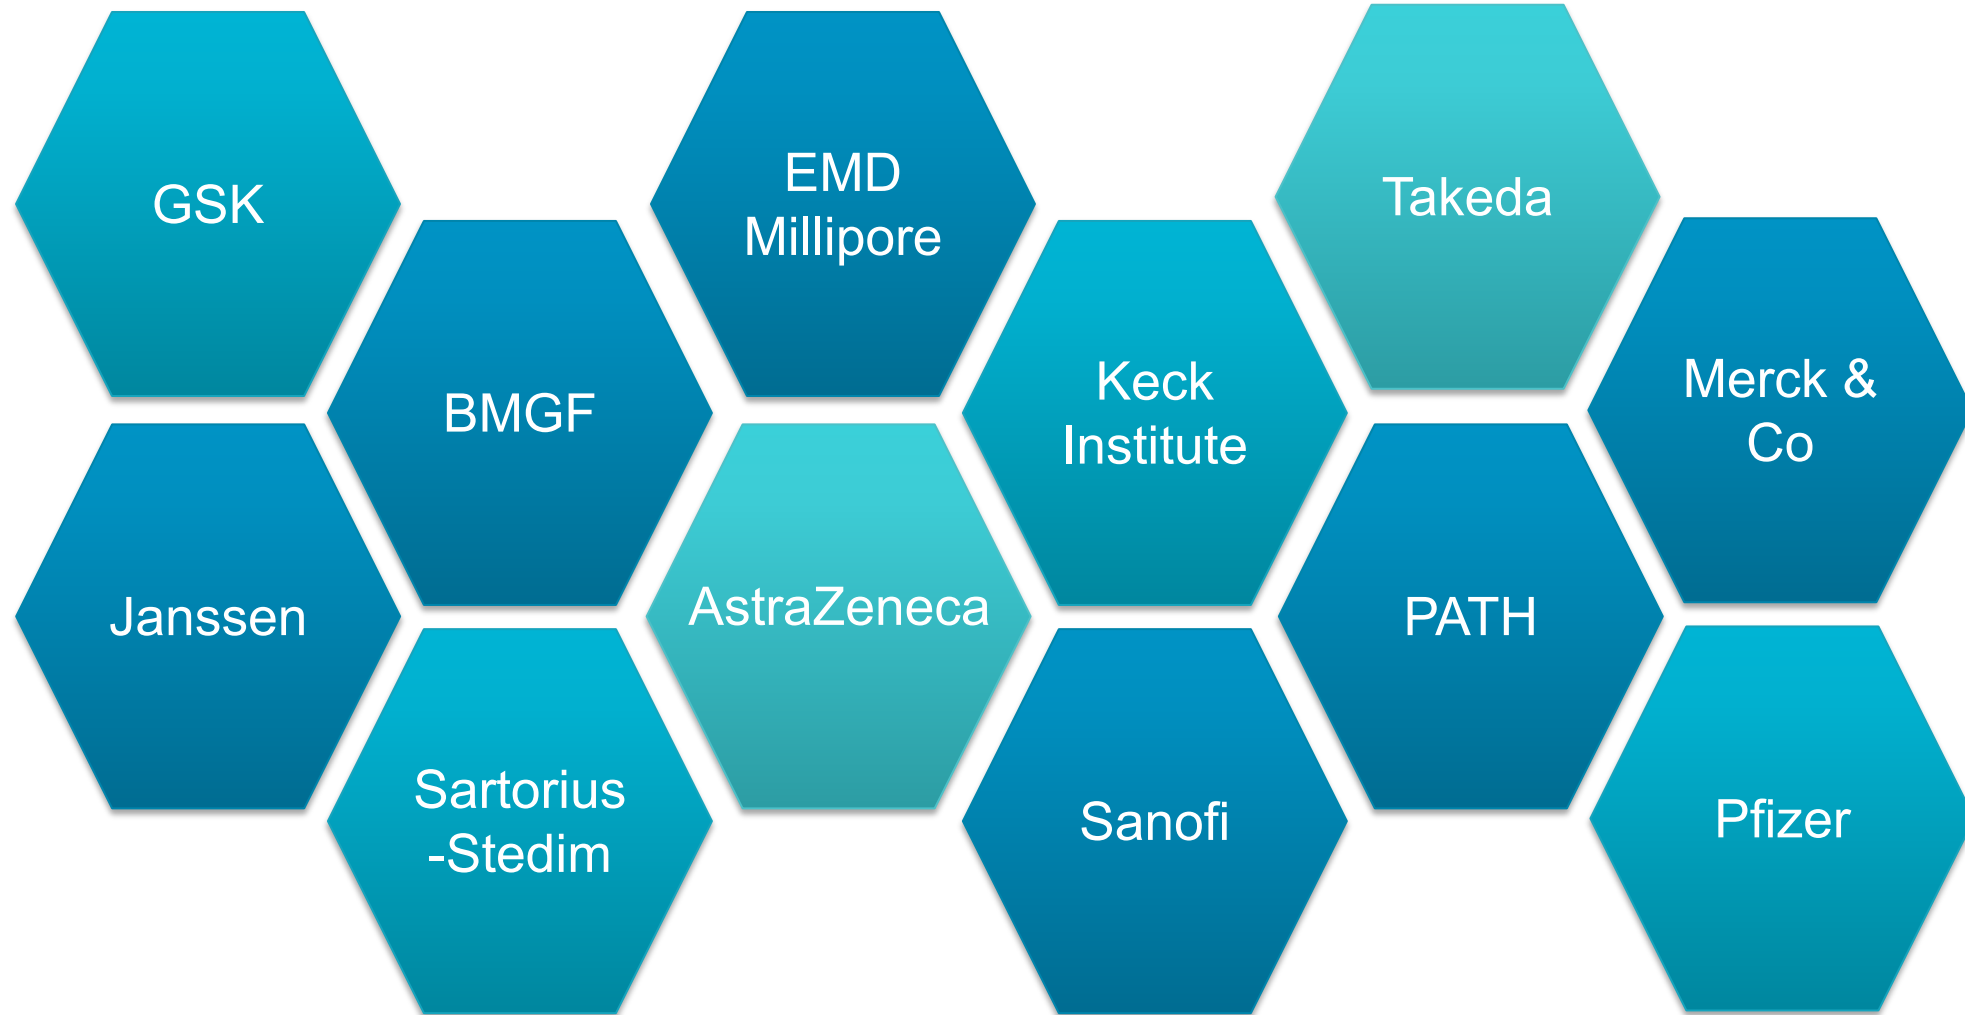 GSK
EMD
Millipore
Takeda
BMGF
Keck
Institute
Merck &
Co
Janssen
AstraZeneca
PATH
Sartorius
-Stedim
Sanofi
Pfizer